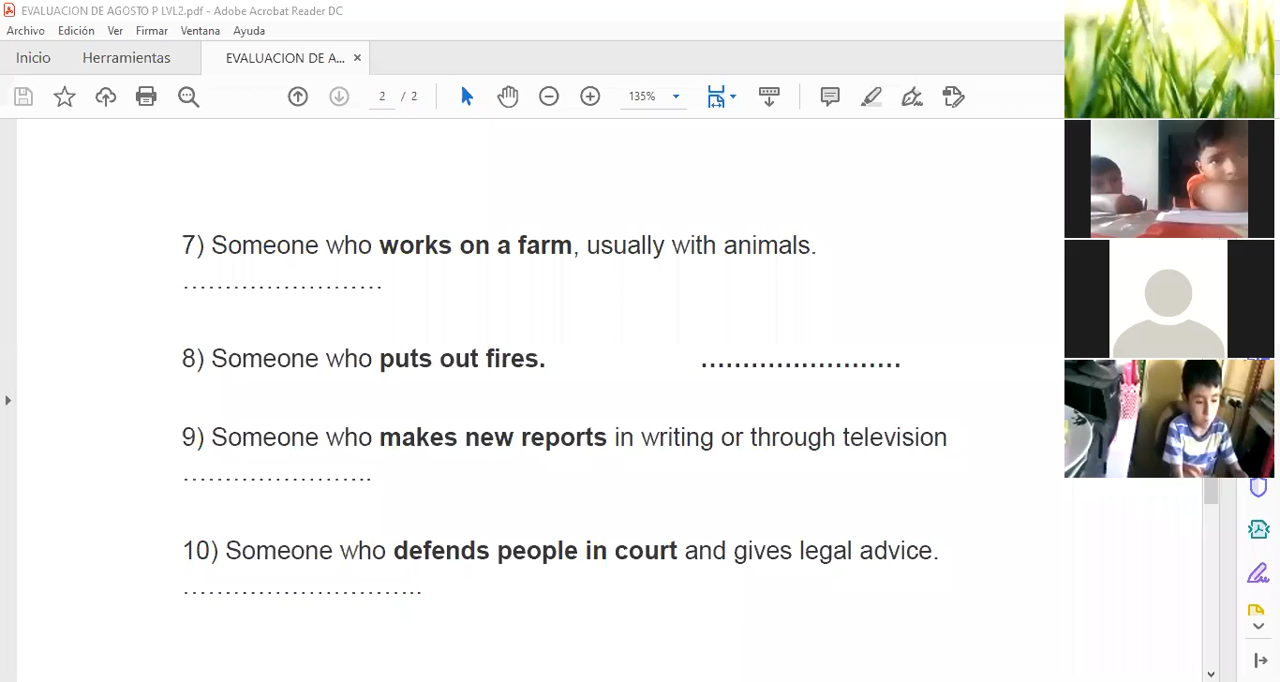 EVALUACION DE AGOSTO P LVL2.pdf - Adobe Acrobat Reader DC
Archivo Edición Ver Firmar Ventana Ayuda
Inicio Herramientas EVALUACION DE A... ×
2 / 2 135%
7) Someone who works on a farm, usually with animals.
........................
8) Someone who puts out fires. ........................
9) Someone who makes new reports in writing or through television
.......................
10) Someone who defends people in court and gives legal advice.
.............................